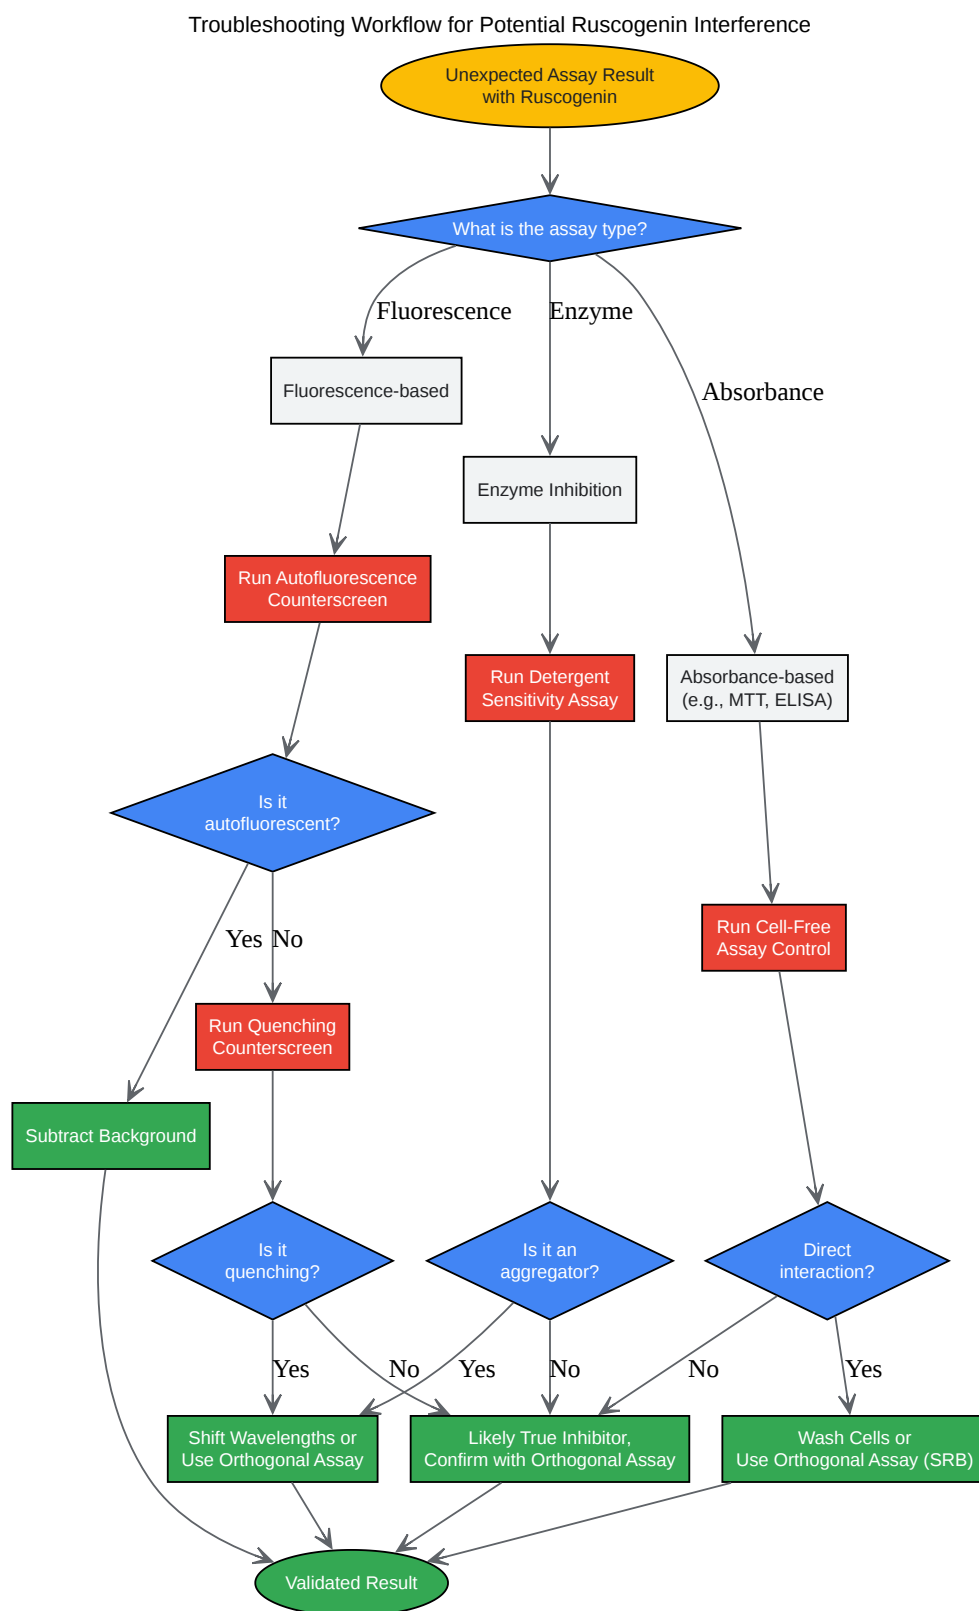 Troubleshooting Workflow for Potential Ruscogenin Interference
Unexpected Assay Result
with Ruscogenin
What is the assay type?
Fluorescence
Enzyme
Absorbance
Fluorescence-based
Enzyme Inhibition
Run Autofluorescence
Counterscreen
Run Detergent
Sensitivity Assay
Absorbance-based
(e.g., MTT, ELISA)
Is it
autofluorescent?
Run Cell-Free
Assay Control
Yes
No
Run Quenching
Counterscreen
Subtract Background
Is it
quenching?
Is it an
aggregator?
Direct
interaction?
Yes
No
Yes
No
No
Yes
Shift Wavelengths or
Use Orthogonal Assay
Likely True Inhibitor,
Confirm with Orthogonal Assay
Wash Cells or
Use Orthogonal Assay (SRB)
Validated Result